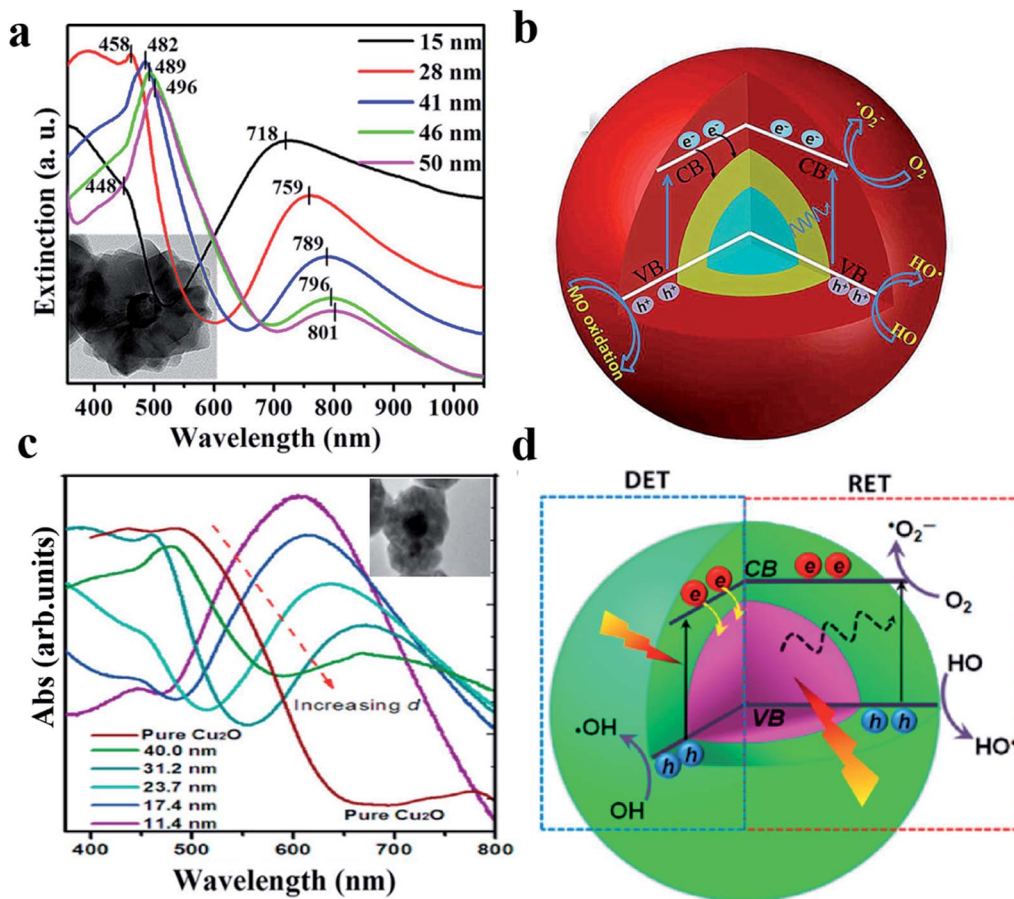 a
458
482
489
496
448
718
759
789
796
801
15 nm
28 nm
41 nm
46 nm
50 nm
Extinction (a. u.)
400 500 600 700 800 900 1000
Wavelength (nm)
b
e⁻ e⁻
e⁻ e⁻
CB
CB
·O₂⁻
O₂
VB
VB
h⁺ h⁺
h⁺ h⁺
HO·
HO
MO oxidation
c
Increasing d
Pure Cu₂O
40.0 nm
31.2 nm
23.7 nm
17.4 nm
11.4 nm
Pure Cu₂O
Abs (arb.units)
400 500 600 700 800
Wavelength (nm)
d
DET
RET
·O₂⁻
O₂
e e
CB
e e
VB
h h
h h
·OH
OH
HO
HO·